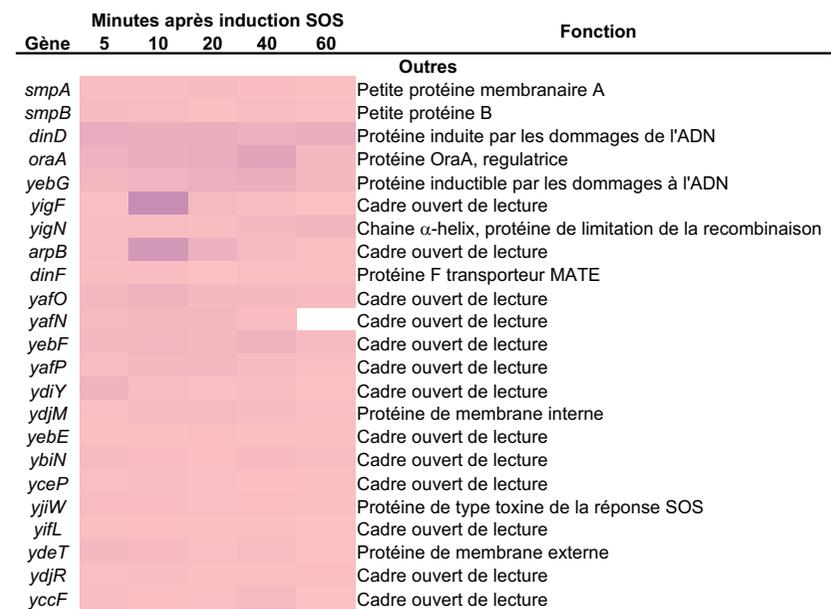 Minutes après induction SOS
Gène 5 10 20 40 60 Fonction
Outres
smpA Petite protéine membranaire A
smpB Petite protéine B
dinD Protéine induite par les dommages de l'ADN
oraA Protéine OraA, regulatrice
yebG Protéine inductible par les dommages à l'ADN
yigF Cadre ouvert de lecture
yigN Chaine α-helix, protéine de limitation de la recombinaison
arpB Cadre ouvert de lecture
dinF Protéine F transporteur MATE
yafO Cadre ouvert de lecture
yafN Cadre ouvert de lecture
yebF Cadre ouvert de lecture
yafP Cadre ouvert de lecture
ydiY Cadre ouvert de lecture
ydjM Protéine de membrane interne
yebE Cadre ouvert de lecture
ybiN Cadre ouvert de lecture
yceP Cadre ouvert de lecture
yjiW Protéine de type toxine de la réponse SOS
yifL Cadre ouvert de lecture
ydeT Protéine de membrane externe
ydjR Cadre ouvert de lecture
yccF Cadre ouvert de lecture